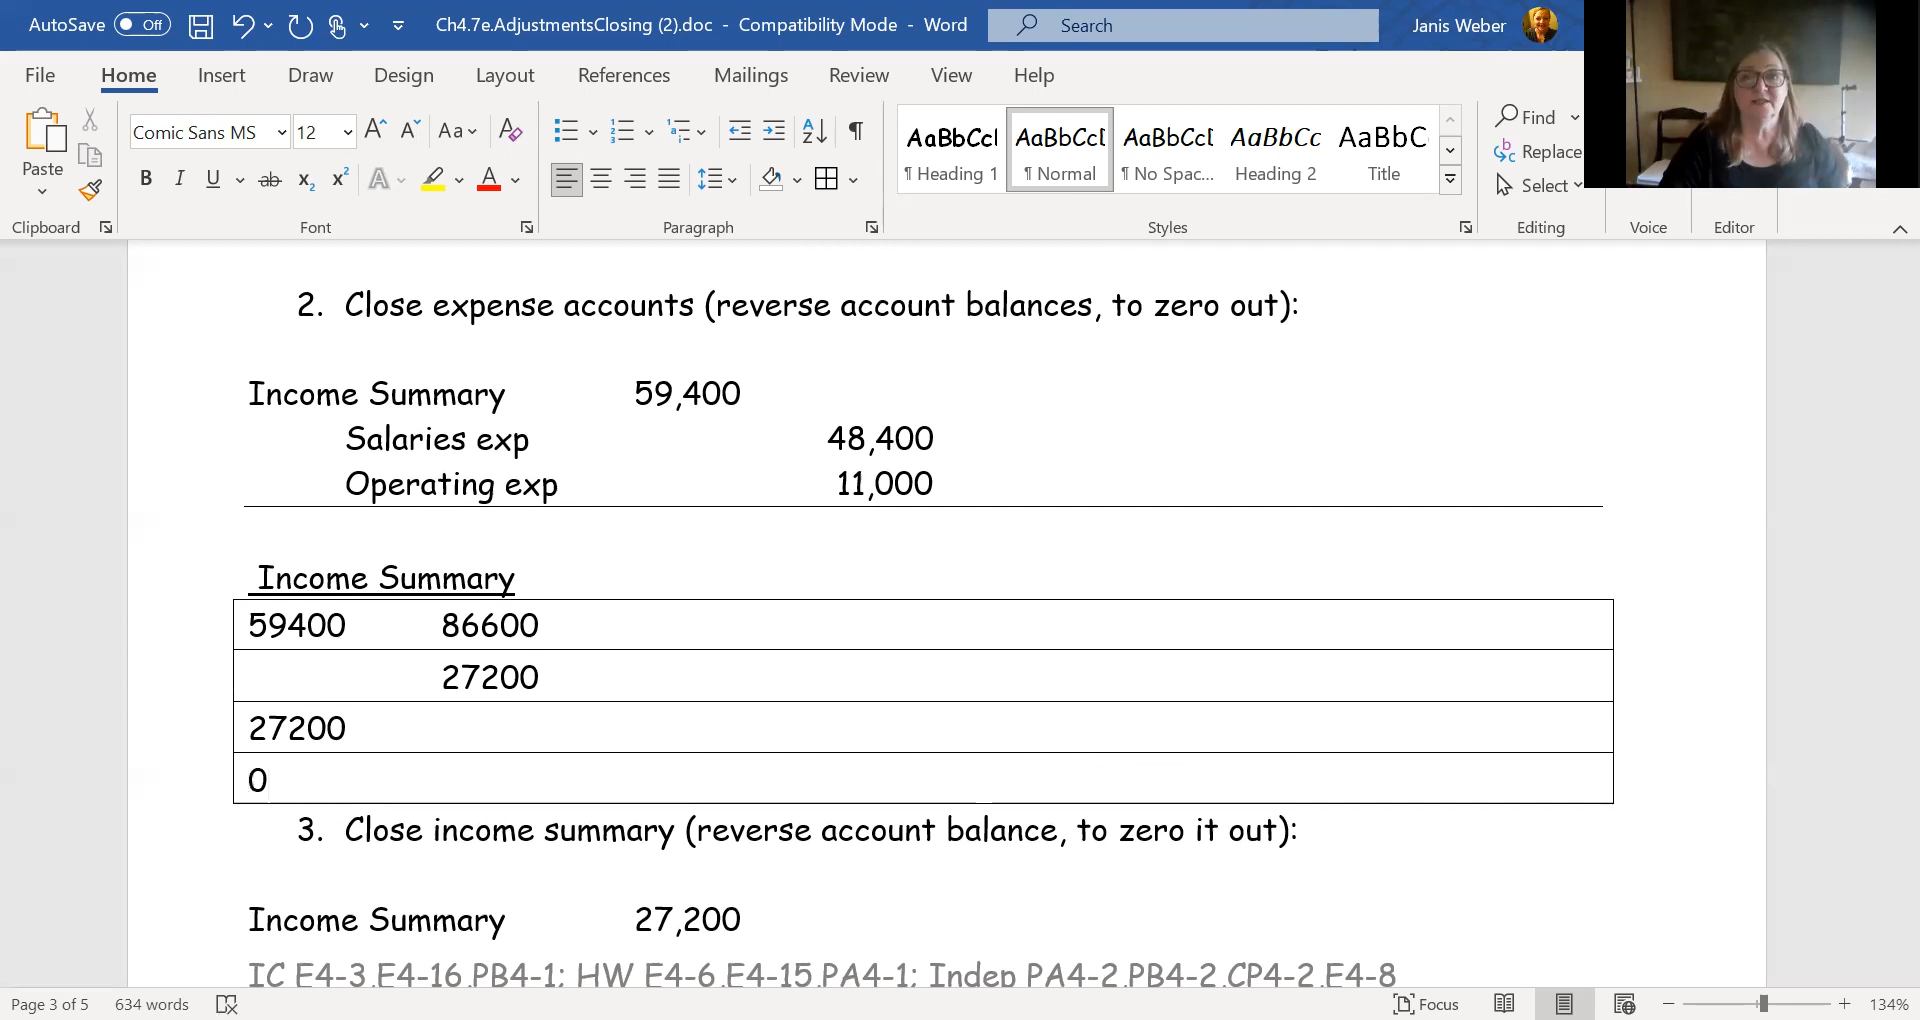 AutoSave Off Ch4.7e.AdjustmentsClosing (2).doc - Compatibility Mode - Word Search Janis Weber
File Home Insert Draw Design Layout References Mailings Review View Help
Comic Sans MS 12 A^ A˅ Aa
Paste
B I U ab x₂ x² A A
AaBbCcI AaBbCcI AaBbCcI AaBbCc AaBbC
¶ Heading 1 ¶ Normal ¶ No Spac... Heading 2 Title
Find
Replace
Select
Clipboard Font Paragraph Styles Editing Voice Editor
2. Close expense accounts (reverse account balances, to zero out):
Income Summary 59,400
Salaries exp 48,400
Operating exp 11,000
Income Summary
59400 86600
27200
27200
0
3. Close income summary (reverse account balance, to zero it out):
Income Summary 27,200
IC E4-3,E4-16,PB4-1; HW E4-6,E4-15,PA4-1; Indep PA4-2,PB4-2,CP4-2,E4-8
Page 3 of 5 634 words Focus 134%